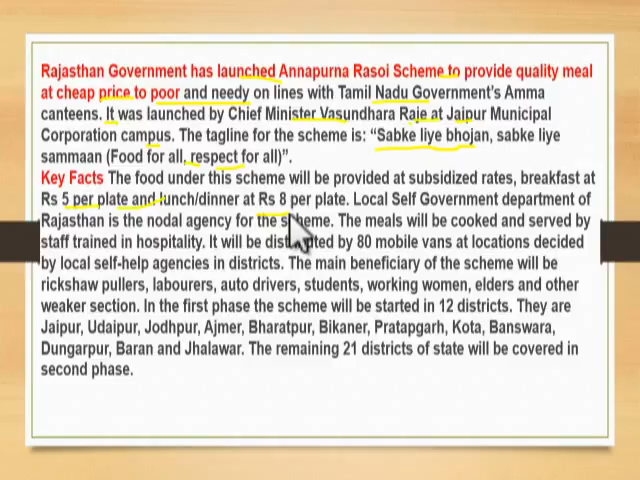 Rajasthan Government has launched Annapurna Rasoi Scheme to provide quality meal
at cheap price to poor and needy on lines with Tamil Nadu Government's Amma
canteens. It was launched by Chief Minister Vasundhara Raje at Jaipur Municipal
Corporation campus. The tagline for the scheme is: "Sabke liye bhojan, sabke liye
sammaan (Food for all, respect for all)".
Key Facts The food under this scheme will be provided at subsidized rates, breakfast at
Rs 5 per plate and lunch/dinner at Rs 8 per plate. Local Self Government department of
Rajasthan is the nodal agency for the scheme. The meals will be cooked and served by
staff trained in hospitality. It will be distributed by 80 mobile vans at locations decided
by local self-help agencies in districts. The main beneficiary of the scheme will be
rickshaw pullers, labourers, auto drivers, students, working women, elders and other
weaker section. In the first phase the scheme will be started in 12 districts. They are
Jaipur, Udaipur, Jodhpur, Ajmer, Bharatpur, Bikaner, Pratapgarh, Kota, Banswara,
Dungarpur, Baran and Jhalawar. The remaining 21 districts of state will be covered in
second phase.